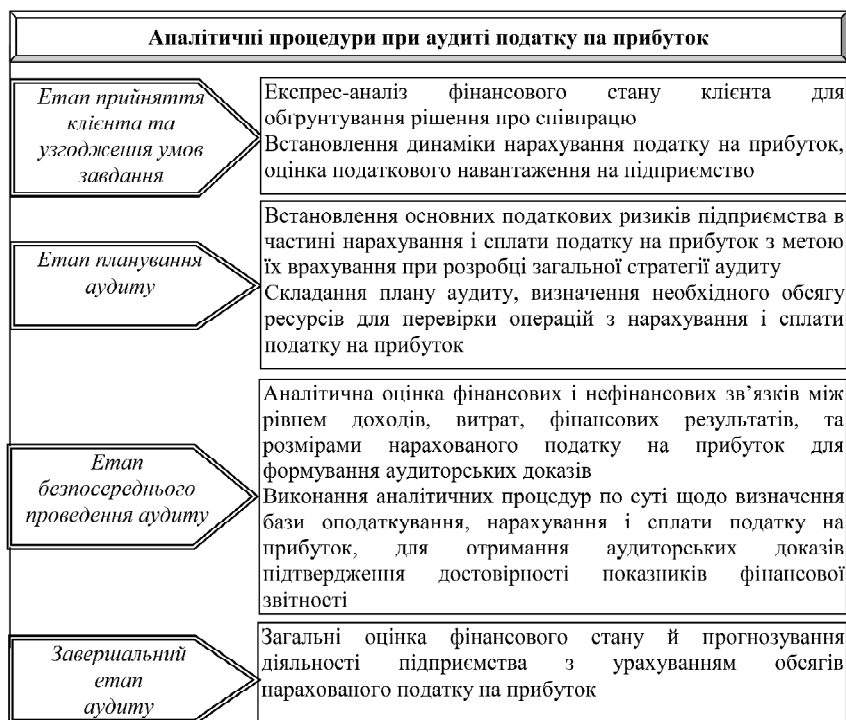 Аналітичні процедури при аудиті податку на прибуток
Етап прийняття
клієнта та
узгодження умов
завдання
Експрес-аналіз фінансового стану клієнта для
обґрунтування рішення про співпрацю
Встановлення динаміки нарахування податку на прибуток,
оцінка податкового навантаження на підприємство
Етап планування
аудиту
Встановлення основних податкових ризиків підприємства в
частині нарахування і сплати податку на прибуток з метою
їх врахування при розробці загальної стратегії аудиту
Складання плану аудиту, визначення необхідного обсягу
ресурсів для перевірки операцій з нарахування і сплати
податку на прибуток
Етап
безпосереднього
проведення аудиту
Аналітична оцінка фінансових і нефінансових зв’язків між
рівнем доходів, витрат, фінансових результатів, та
розмірами нарахованого податку на прибуток для
формування аудиторських доказів
Виконання аналітичних процедур по суті щодо визначення
бази оподаткування, нарахування і сплати податку на
прибуток, для отримання аудиторських доказів
підтвердження достовірності показників фінансової
звітності
Завершальний
етап
аудиту
Загальні оцінка фінансового стану й прогнозування
діяльності підприємства з урахуванням обсягів
нарахованого податку на прибуток